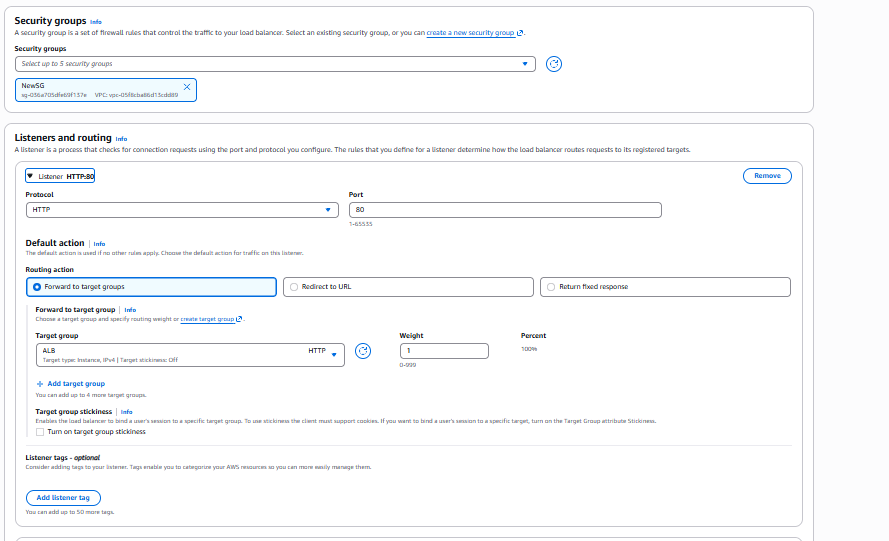 Security groups Info
A security group is a set of firewall rules that control the traffic to your load balancer. Select an existing security group, or you can create a new security group .
Security groups
Select up to 5 security groups
NewSG
sg-036a705dfe69f137e VPC: vpc-05f8cba86d13cdd89
Listeners and routing Info
A listener is a process that checks for connection requests using the port and protocol you configure. The rules that you define for a listener determine how the load balancer routes requests to its registered targets.
Listener HTTP:80
Remove
Protocol Port
HTTP 80
1-65535
Default action Info
The default action is used if no other rules apply. Choose the default action for traffic on this listener.
Routing action
Forward to target groups Redirect to URL Return fixed response
Forward to target group Info
Choose a target group and specify routing weight or create target group .
Target group Weight Percent
ALB HTTP 1 100%
Target type: Instance, IPv4 | Target stickiness: Off
0-999
Add target group
You can add up to 4 more target groups.
Target group stickiness Info
Enables the load balancer to bind a user's session to a specific target group. To use stickiness the client must support cookies. If you want to bind a user's session to a specific target, turn on the Target Group attribute Stickiness.
Turn on target group stickiness
Listener tags - optional
Consider adding tags to your listener. Tags enable you to categorize your AWS resources so you can more easily manage them.
Add listener tag
You can add up to 50 more tags.